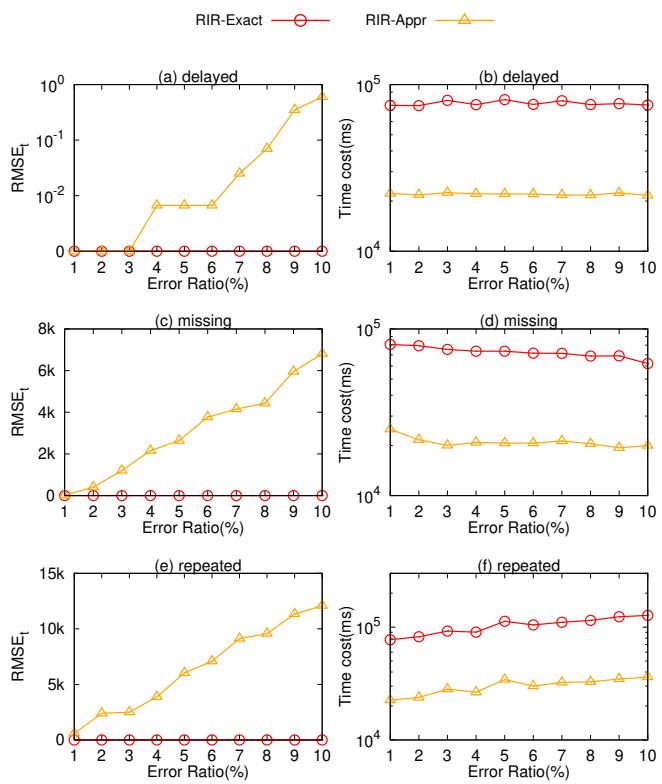 RIR-Exact RIR-Appr
(a) delayed
RMSE_t
10^0
10^-1
10^-2
0
1 2 3 4 5 6 7 8 9 10
Error Ratio(%)
(b) delayed
Time cost(ms)
10^5
10^4
1 2 3 4 5 6 7 8 9 10
Error Ratio(%)
(c) missing
RMSE_t
8k
6k
4k
2k
0
1 2 3 4 5 6 7 8 9 10
Error Ratio(%)
(d) missing
Time cost(ms)
10^5
10^4
1 2 3 4 5 6 7 8 9 10
Error Ratio(%)
(e) repeated
RMSE_t
15k
10k
5k
0
1 2 3 4 5 6 7 8 9 10
Error Ratio(%)
(f) repeated
Time cost(ms)
10^5
10^4
1 2 3 4 5 6 7 8 9 10
Error Ratio(%)